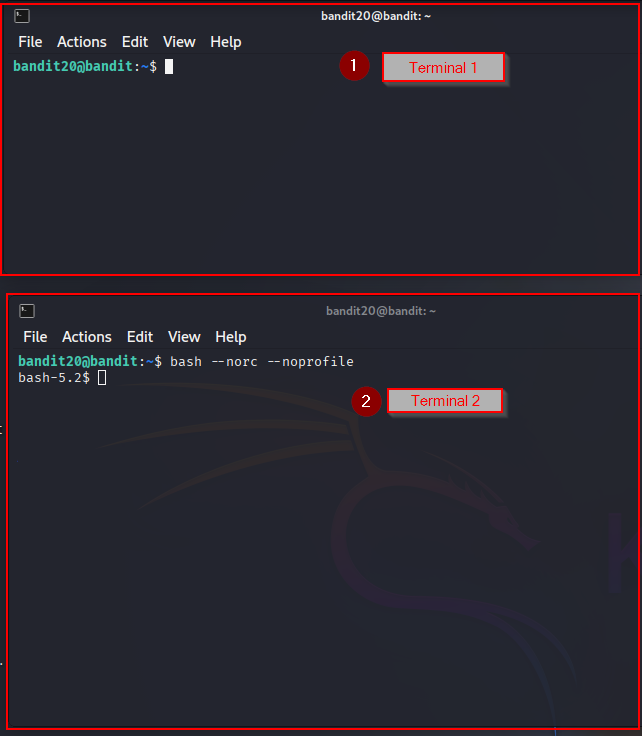 bandit20@bandit: ~
File Actions Edit View Help
bandit20@bandit:~$
1
Terminal 1
bandit20@bandit: ~
File Actions Edit View Help
bandit20@bandit:~$ bash --norc --noprofile
bash-5.2$
2
Terminal 2